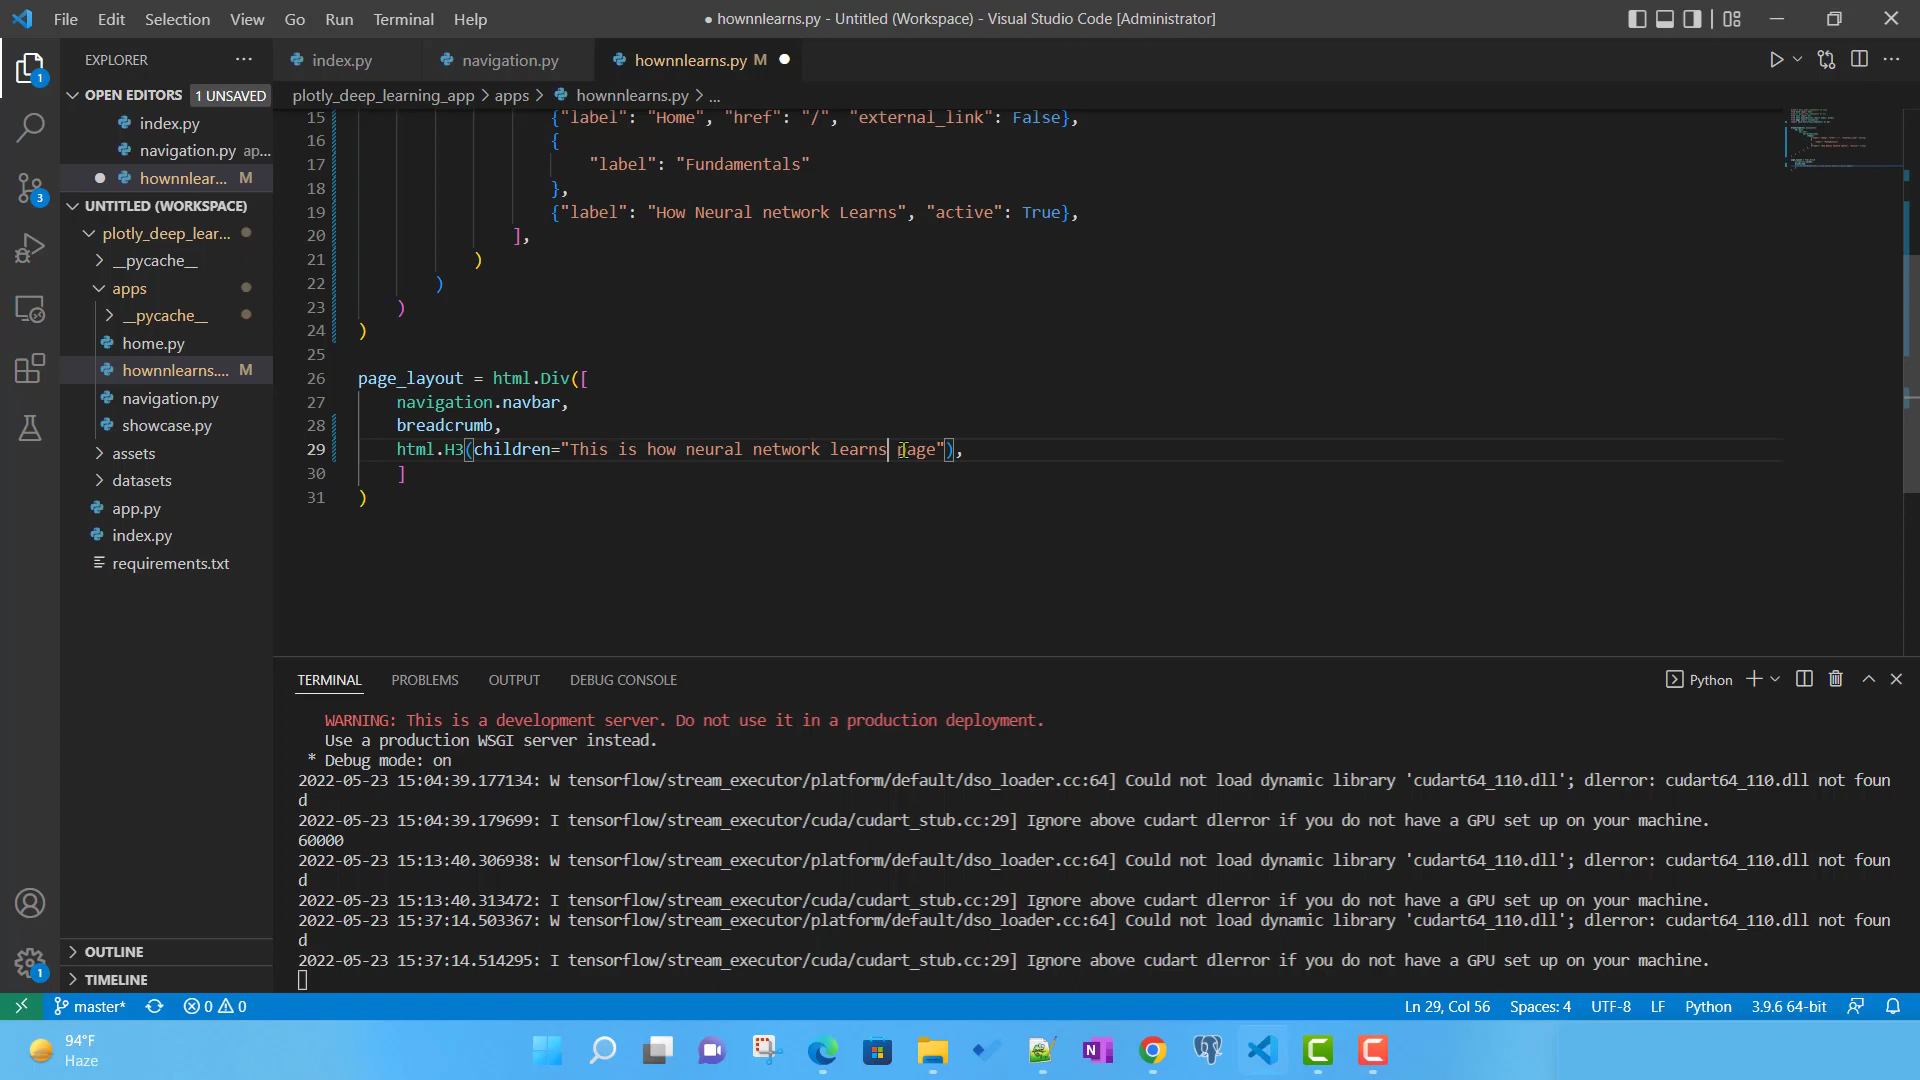 File Edit Selection View Go Run Terminal Help
● hownnlearns.py - Untitled (Workspace) - Visual Studio Code [Administrator]
EXPLORER
index.py
navigation.py
hownnlearns.py M
OPEN EDITORS
1 UNSAVED
plotly_deep_learning_app > apps > hownnlearns.py > ...
index.py
navigation.py ap...
hownnlear... M
UNTITLED (WORKSPACE)
plotly_deep_lear...
__pycache__
apps
__pycache__
home.py
hownnlearns.... M
navigation.py
showcase.py
assets
datasets
app.py
index.py
requirements.txt
OUTLINE
TIMELINE
1
3
1
15 {"label": "Home", "href": "/", "external_link": False},
16 {
17 "label": "Fundamentals"
18 },
19 {"label": "How Neural network Learns", "active": True},
20 ],
21 )
22 )
23 )
24 )
25
26 page_layout = html.Div([
27 navigation.navbar,
28 breadcrumb,
29 html.H3(children="This is how neural network learns page"),
30 ]
31 )
TERMINAL PROBLEMS OUTPUT DEBUG CONSOLE
Python
WARNING: This is a development server. Do not use it in a production deployment.
Use a production WSGI server instead.
* Debug mode: on
2022-05-23 15:04:39.177134: W tensorflow/stream_executor/platform/default/dso_loader.cc:64] Could not load dynamic library 'cudart64_110.dll'; dlerror: cudart64_110.dll not foun
d
2022-05-23 15:04:39.179699: I tensorflow/stream_executor/cuda/cudart_stub.cc:29] Ignore above cudart dlerror if you do not have a GPU set up on your machine.
60000
2022-05-23 15:13:40.306938: W tensorflow/stream_executor/platform/default/dso_loader.cc:64] Could not load dynamic library 'cudart64_110.dll'; dlerror: cudart64_110.dll not foun
d
2022-05-23 15:13:40.313472: I tensorflow/stream_executor/cuda/cudart_stub.cc:29] Ignore above cudart dlerror if you do not have a GPU set up on your machine.
2022-05-23 15:37:14.503367: W tensorflow/stream_executor/platform/default/dso_loader.cc:64] Could not load dynamic library 'cudart64_110.dll'; dlerror: cudart64_110.dll not foun
d
2022-05-23 15:37:14.514295: I tensorflow/stream_executor/cuda/cudart_stub.cc:29] Ignore above cudart dlerror if you do not have a GPU set up on your machine.
master* 0 0
Ln 29, Col 56 Spaces: 4 UTF-8 LF Python 3.9.6 64-bit
94°F
Haze